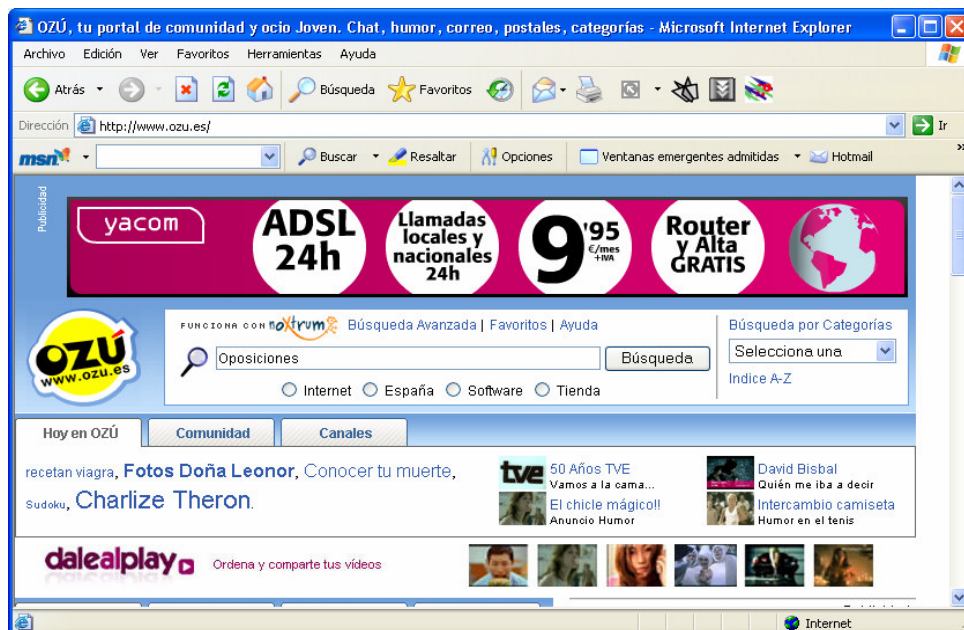 OZÚ, tu portal de comunidad y ocio Joven. Chat, humor, correo, postales, categorías - Microsoft Internet Explorer
Archivo Edición Ver Favoritos Herramientas Ayuda
Atrás Búsqueda Favoritos
Dirección http://www.ozu.es/ Ir
msn Buscar Resaltar Opciones Ventanas emergentes admitidas Hotmail »
Publicidad
yacom ADSL 24h Llamadas locales y nacionales 24h 9'95 €/mes +IVA Router y Alta GRATIS
OZÚ
www.ozu.es
FUNCIONA CON noxtrum Búsqueda Avanzada | Favoritos | Ayuda
Oposiciones Búsqueda
Internet España Software Tienda
Búsqueda por Categorías
Selecciona una
Indice A-Z
Hoy en OZÚ Comunidad Canales
recetan viagra, Fotos Doña Leonor, Conocer tu muerte,
Sudoku, Charlize Theron.
tve 50 Años TVE
Vamos a la cama...
El chicle mágico!!
Anuncio Humor
David Bisbal
Quién me iba a decir
Intercambio camiseta
Humor en el tenis
dalealplay Ordena y comparte tus vídeos
Internet